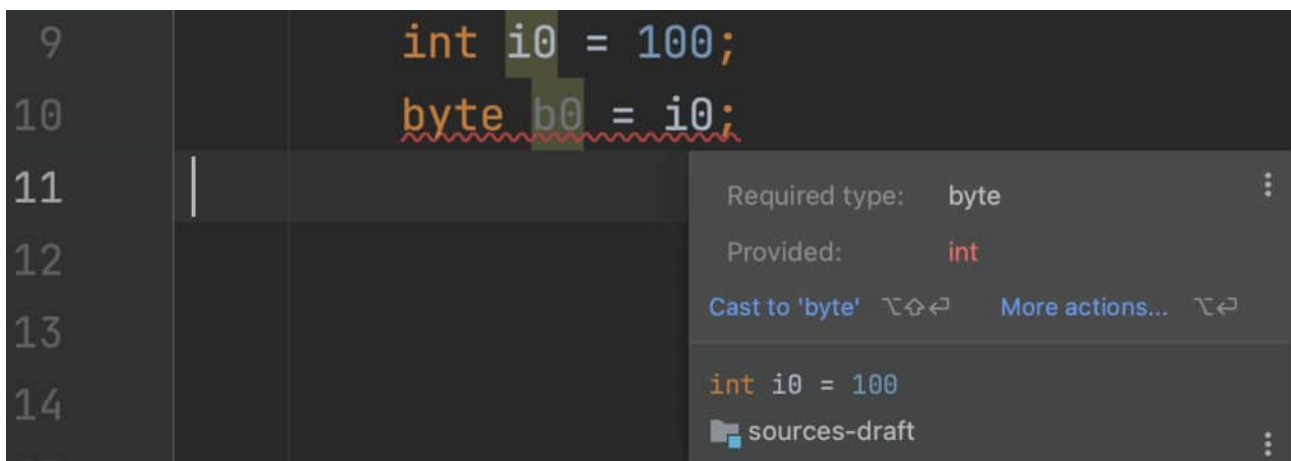 9 int i0 = 100;
10 byte b0 = i0;
11
12
13
14
Required type: byte
Provided: int
Cast to 'byte' ⌥⇧⏎ More actions... ⌥⏎
int i0 = 100
sources-draft